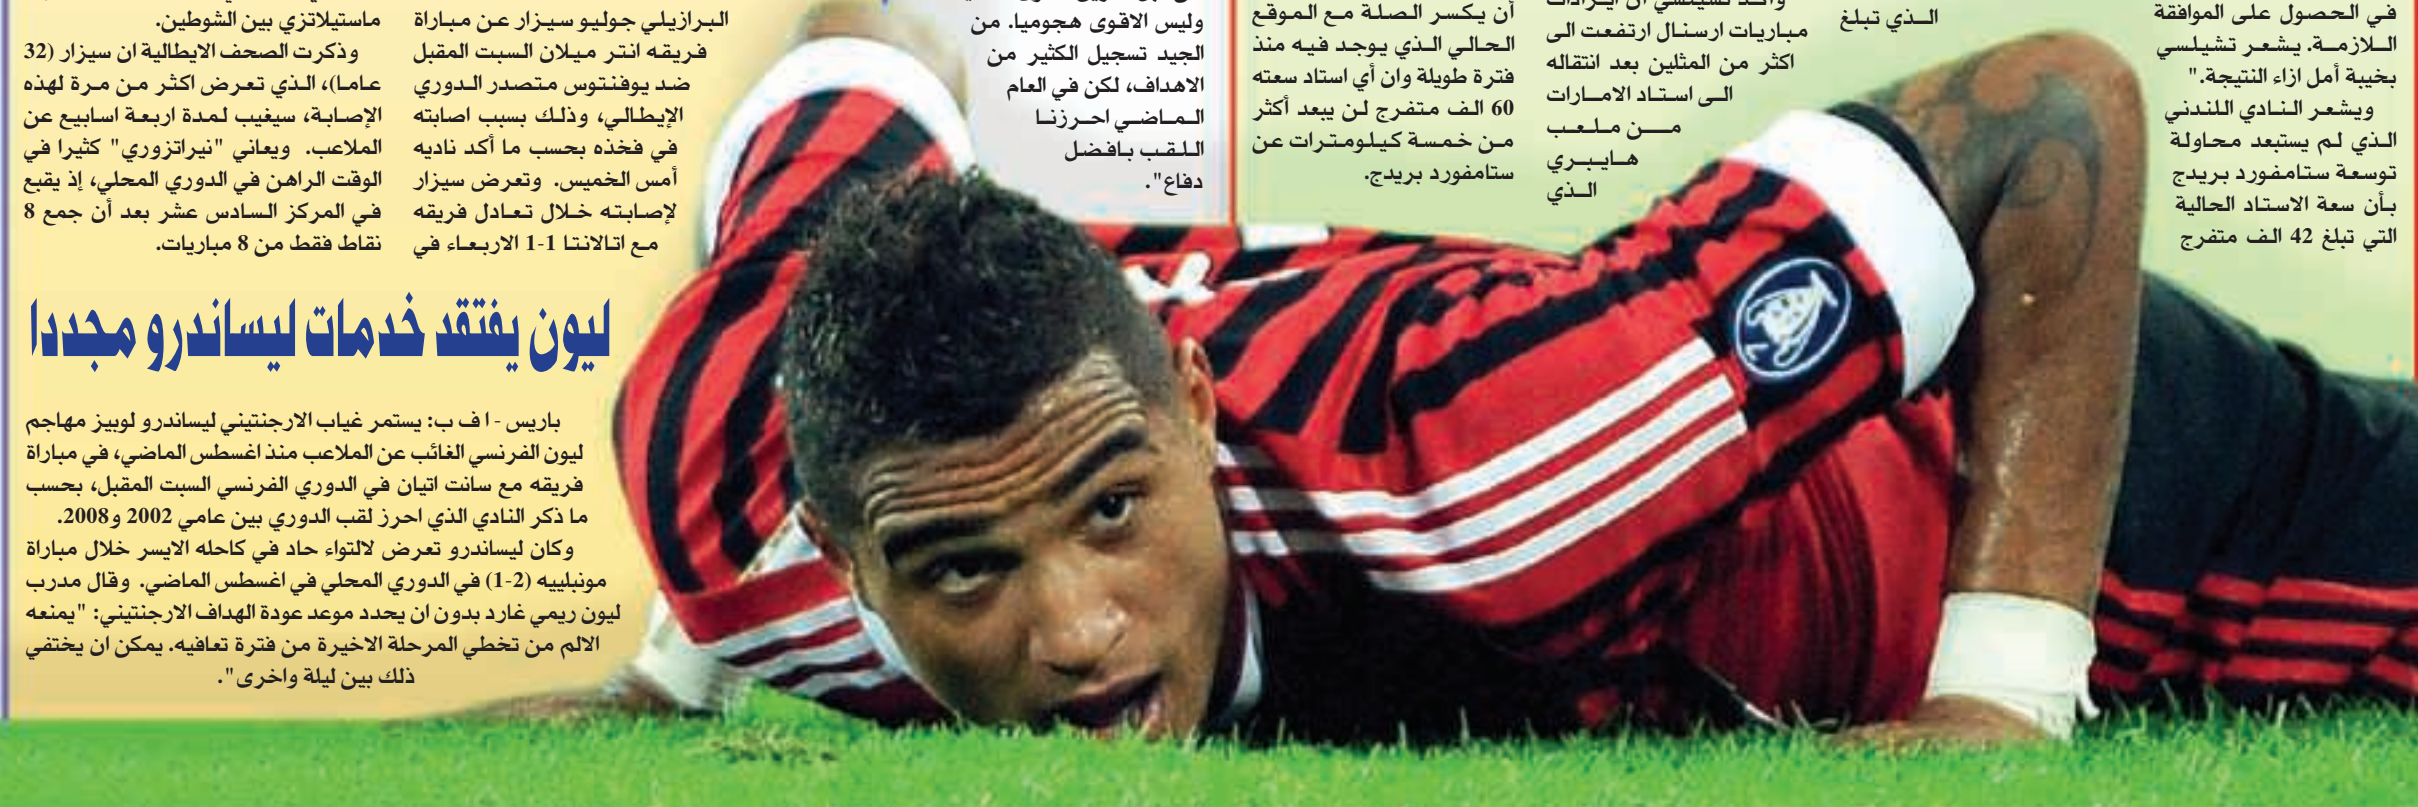 في الحصول على الموافقة
اللازمة. يشعر تشيلسي
بخيبة أمل ازاء النتيجة."
ويشعر النادي اللندني
الذي لم يستبعد محاولة
توسعة ستامفورد بريدج
بأن سعة الاستاد الحالية
التي تبلغ 42 الف متفرج
الذي تبلغ
مباريات ارسنال ارتفعت الى
اكثر من المثلين بعد انتقاله
الى استاد الامارات
من ملعب
هايبري
الذي
أن يكسر الصلة مع الموقع
الحالي الذي يوجد فيه منذ
فترة طويلة وان أي استاد سعته
60 الف متفرج لن يبعد أكثر
من خمسة كيلومترات عن
ستامفورد بريدج.
وليس الاقوى هجوميا. من
الجيد تسجيل الكثير من
الاهداف، لكن في العام
الماضي احرزنا
اللقب بافضل
دفاع".
البرازيلي جوليو سيزار عن مباراة
فريقه انتر ميلان السبت المقبل
ضد يوفنتوس متصدر الدوري
الإيطالي، وذلك بسبب اصابته
في فخذه بحسب ما أكد ناديه
أمس الخميس. وتعرض سيزار
لإصابته خلال تعادل فريقه
مع اتالانتا 1-1 الاربعاء في
ماستيلاتزي بين الشوطين.
وذكرت الصحف الايطالية ان سيزار (32
عاما)، الذي تعرض اكثر من مرة لهذه
الإصابة، سيغيب لمدة اربعة اسابيع عن
الملاعب. ويعاني "نيراتزوري" كثيرا في
الوقت الراهن في الدوري المحلي، إذ يقبع
في المركز السادس عشر بعد أن جمع 8
نقاط فقط من 8 مباريات.
ليون يفتقد خدمات ليساندرو مجددا
باريس - ا ف ب: يستمر غياب الارجنتيني ليساندرو لوبيز مهاجم
ليون الفرنسي الغائب عن الملاعب منذ اغسطس الماضي، في مباراة
فريقه مع سانت اتيان في الدوري الفرنسي السبت المقبل، بحسب
ما ذكر النادي الذي احرز لقب الدوري بين عامي 2002 و2008.
وكان ليساندرو تعرض لالتواء حاد في كاحله الايسر خلال مباراة
مونبلييه (2-1) في الدوري المحلي في اغسطس الماضي. وقال مدرب
ليون ريمي غارد بدون ان يحدد موعد عودة الهداف الارجنتيني: "يمنعه
الالم من تخطي المرحلة الاخيرة من فترة تعافيه. يمكن ان يختفي
ذلك بين ليلة واخرى".